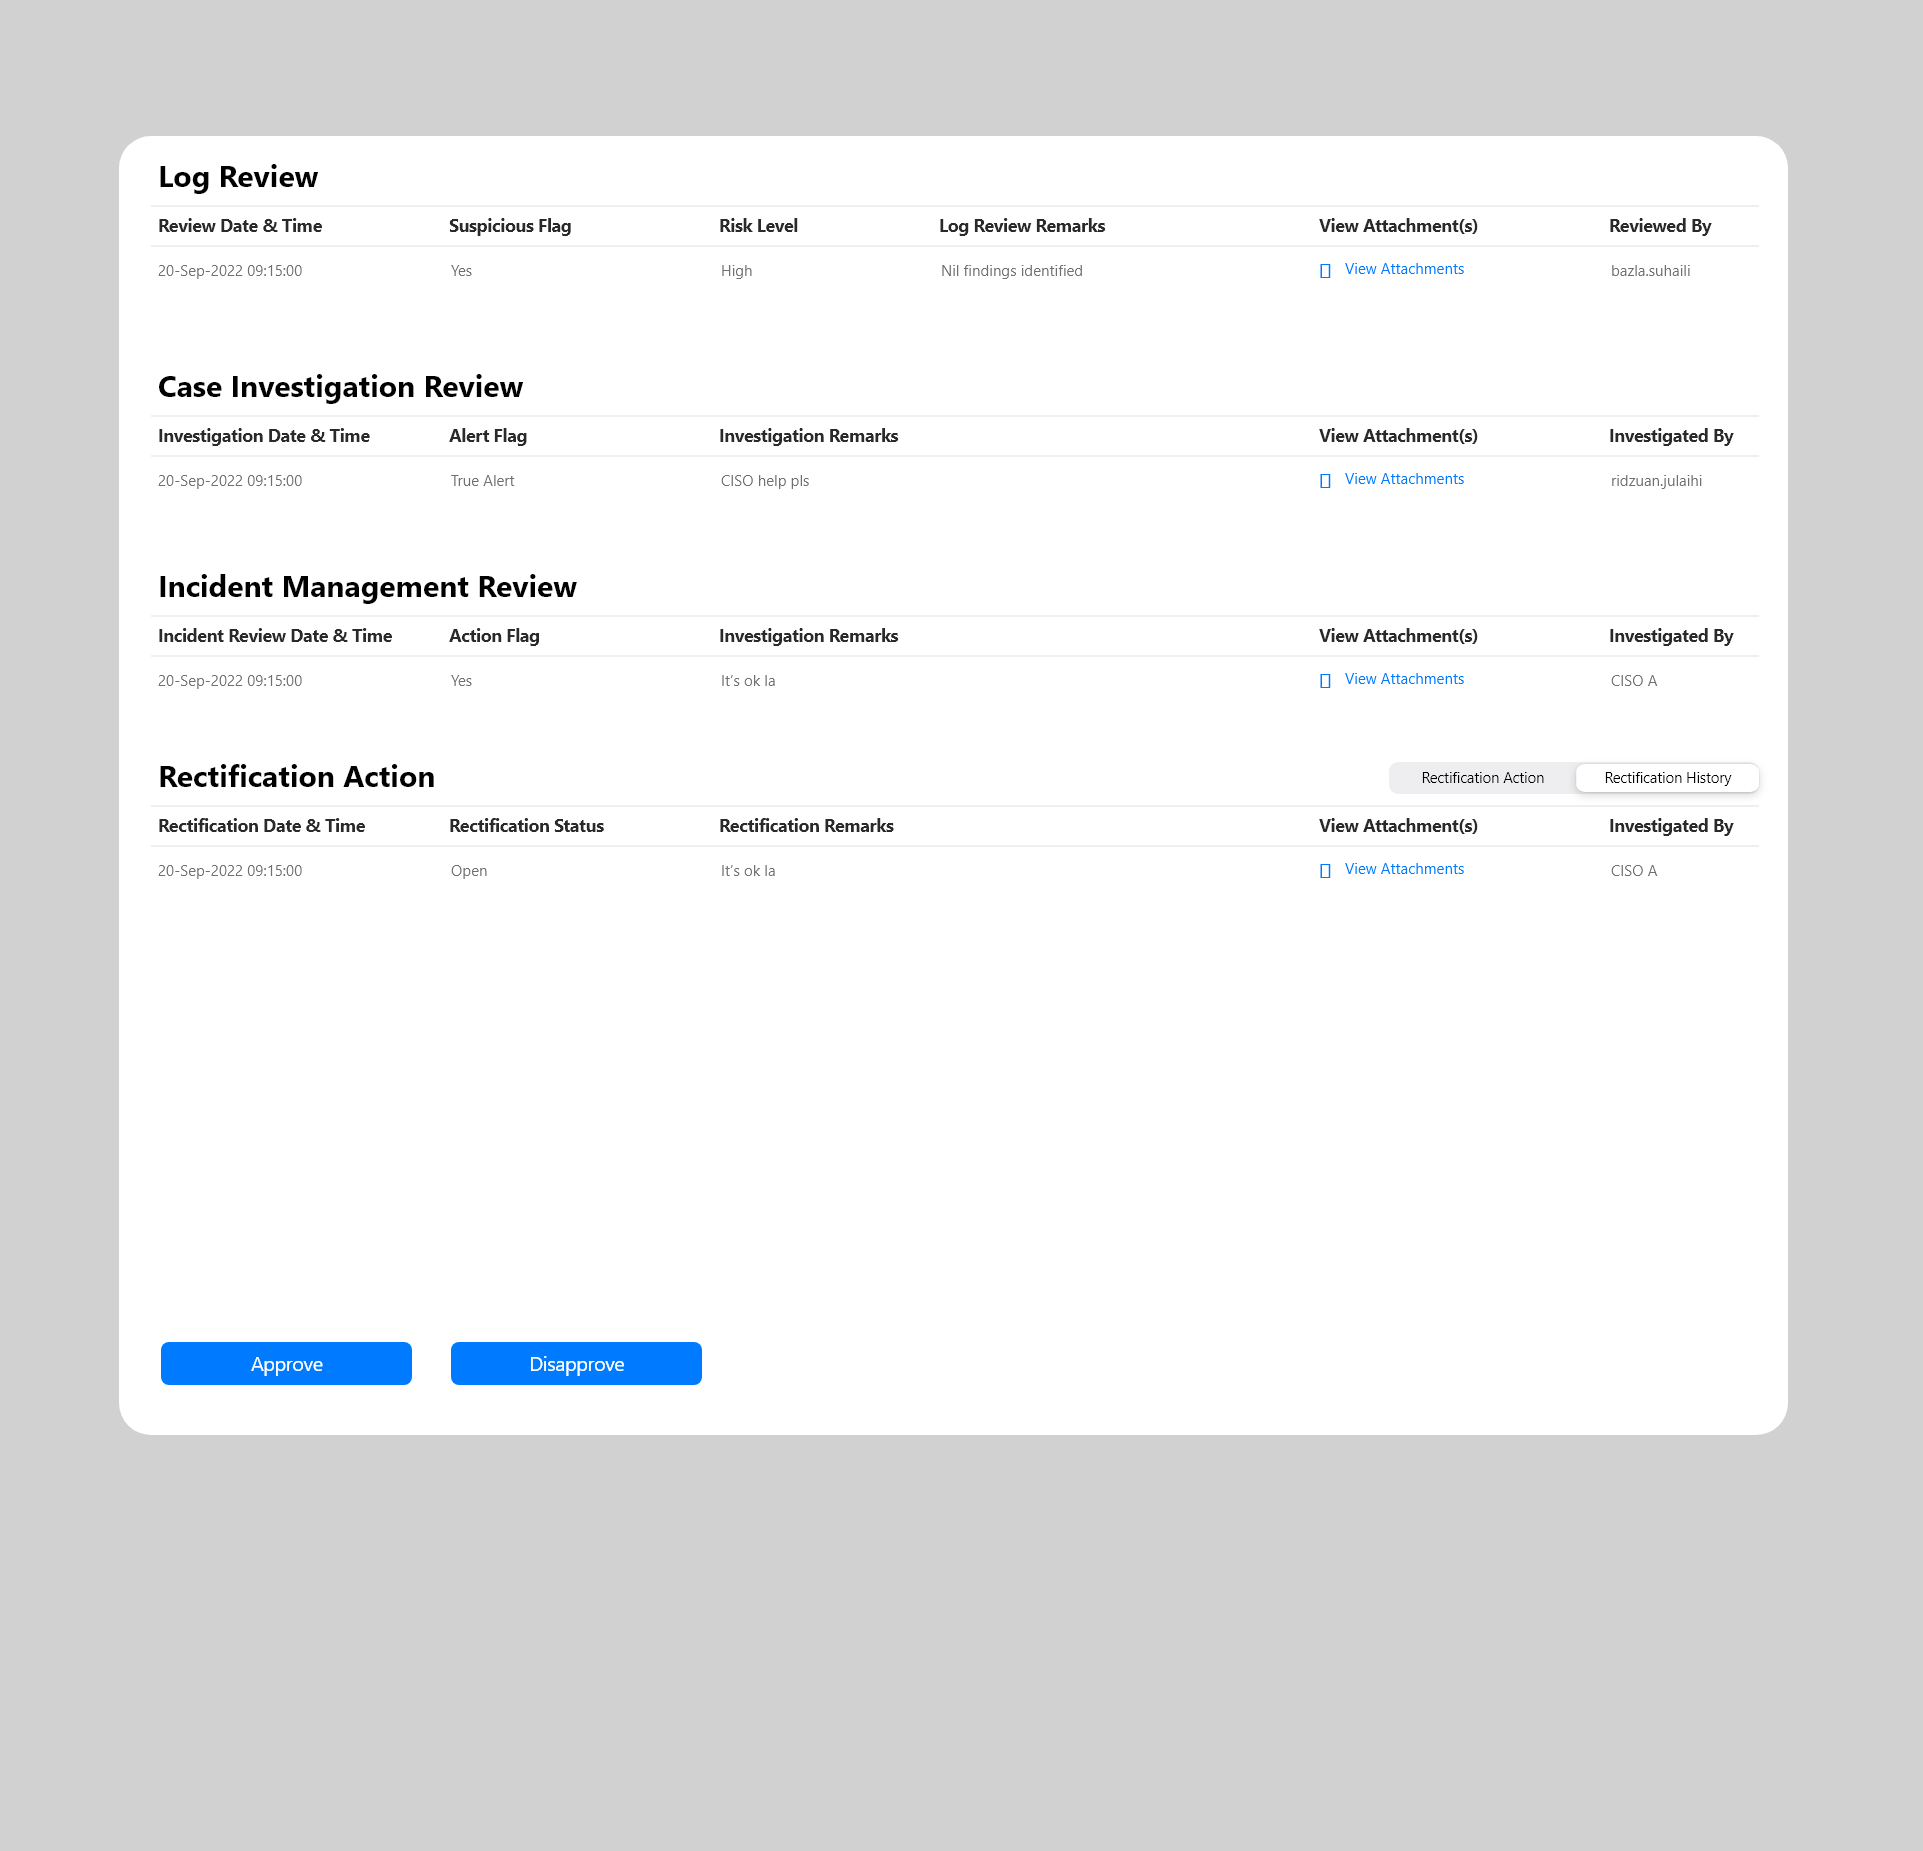 Log Review
Review Date & Time Suspicious Flag Risk Level Log Review Remarks View Attachment(s) Reviewed By
20-Sep-2022 09:15:00 Yes High Nil findings identified View Attachments bazla.suhaili
Case Investigation Review
Investigation Date & Time Alert Flag Investigation Remarks View Attachment(s) Investigated By
20-Sep-2022 09:15:00 True Alert CISO help pls View Attachments ridzuan.julaihi
Incident Management Review
Incident Review Date & Time Action Flag Investigation Remarks View Attachment(s) Investigated By
20-Sep-2022 09:15:00 Yes It's ok la View Attachments CISO A
Rectification Action Rectification Action Rectification History
Rectification Date & Time Rectification Status Rectification Remarks View Attachment(s) Investigated By
20-Sep-2022 09:15:00 Open It's ok la View Attachments CISO A
Approve Disapprove